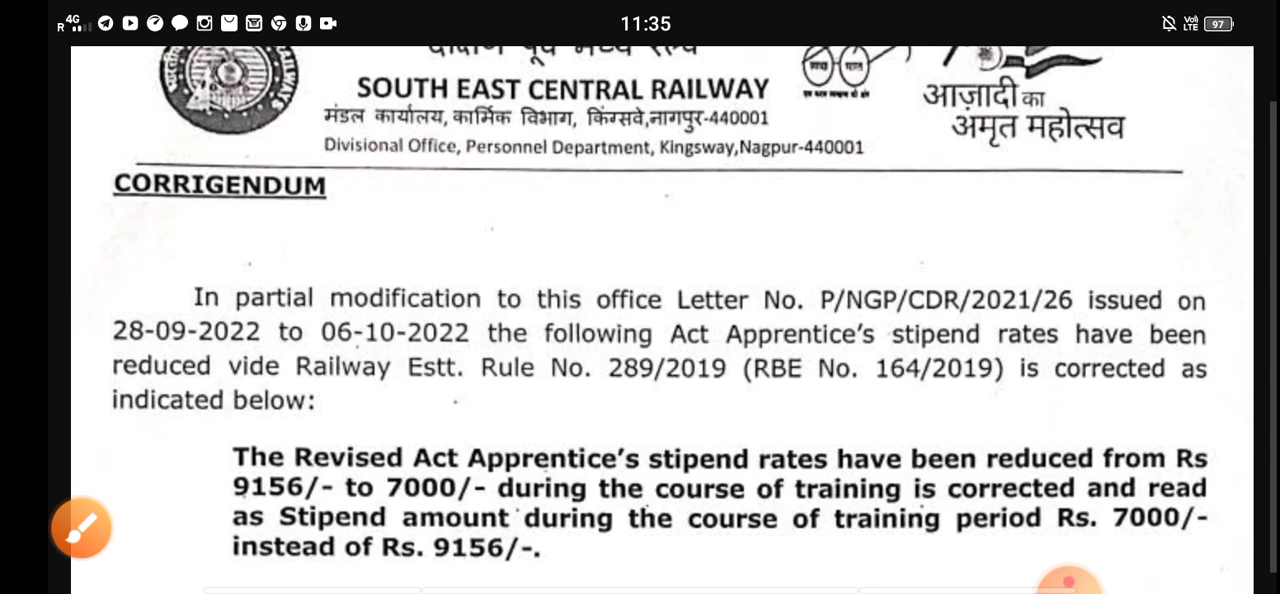 4G
R
11:35
Vo)
LTE
97
RAILWAYS
SOUTH EAST CENTRAL RAILWAY
मंडल कार्यालय, कार्मिक विभाग, किंग्सवे,नागपुर-440001
Divisional Office, Personnel Department, Kingsway,Nagpur-440001
आज़ादी का
अमृत महोत्सव
CORRIGENDUM
In partial modification to this office Letter No. P/NGP/CDR/2021/26 issued on
28-09-2022 to 06-10-2022 the following Act Apprentice's stipend rates have been
reduced vide Railway Estt. Rule No. 289/2019 (RBE No. 164/2019) is corrected as
indicated below:
The Revised Act Apprentice's stipend rates have been reduced from Rs
9156/- to 7000/- during the course of training is corrected and read
as Stipend amount during the course of training period Rs. 7000/-
instead of Rs. 9156/-.